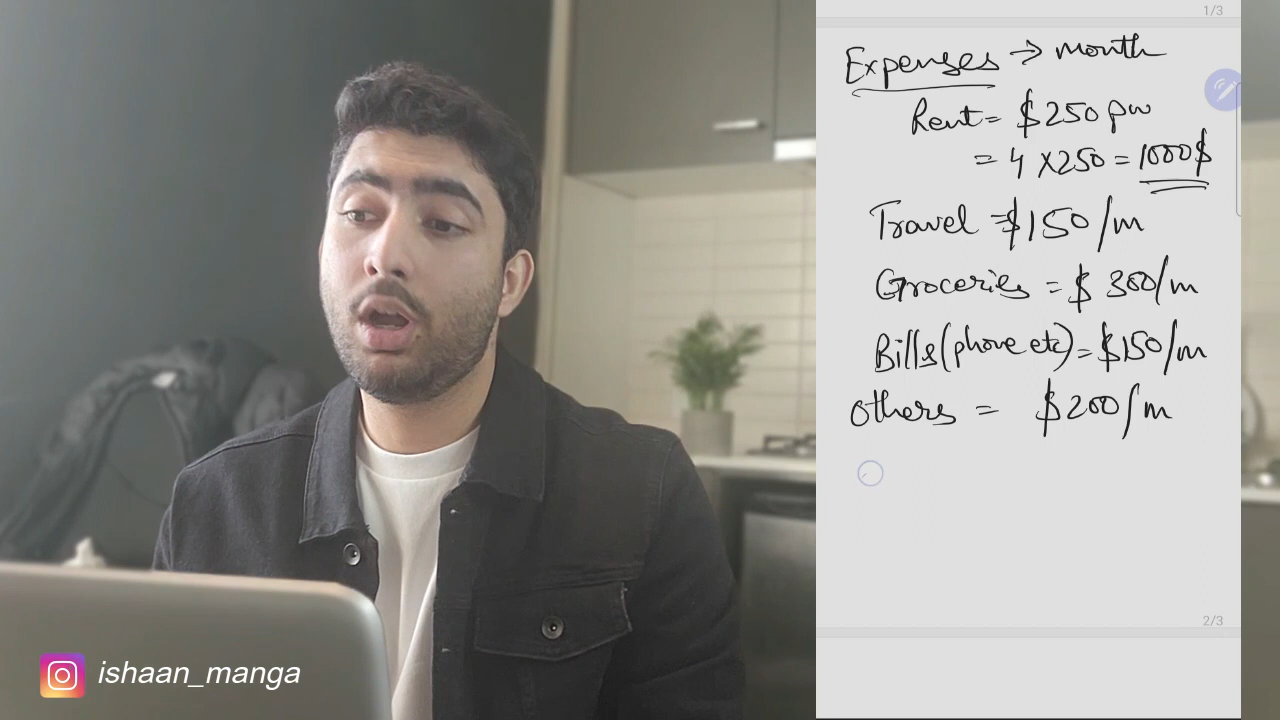 1/3
Expenses → month
Rent = $250 pw
= 4 x 250 = 1000$
Travel = $150/m
Groceries = $ 300/m
Bills (phone etc) = $150/m
others = $200/m
2/3
ishaan_manga